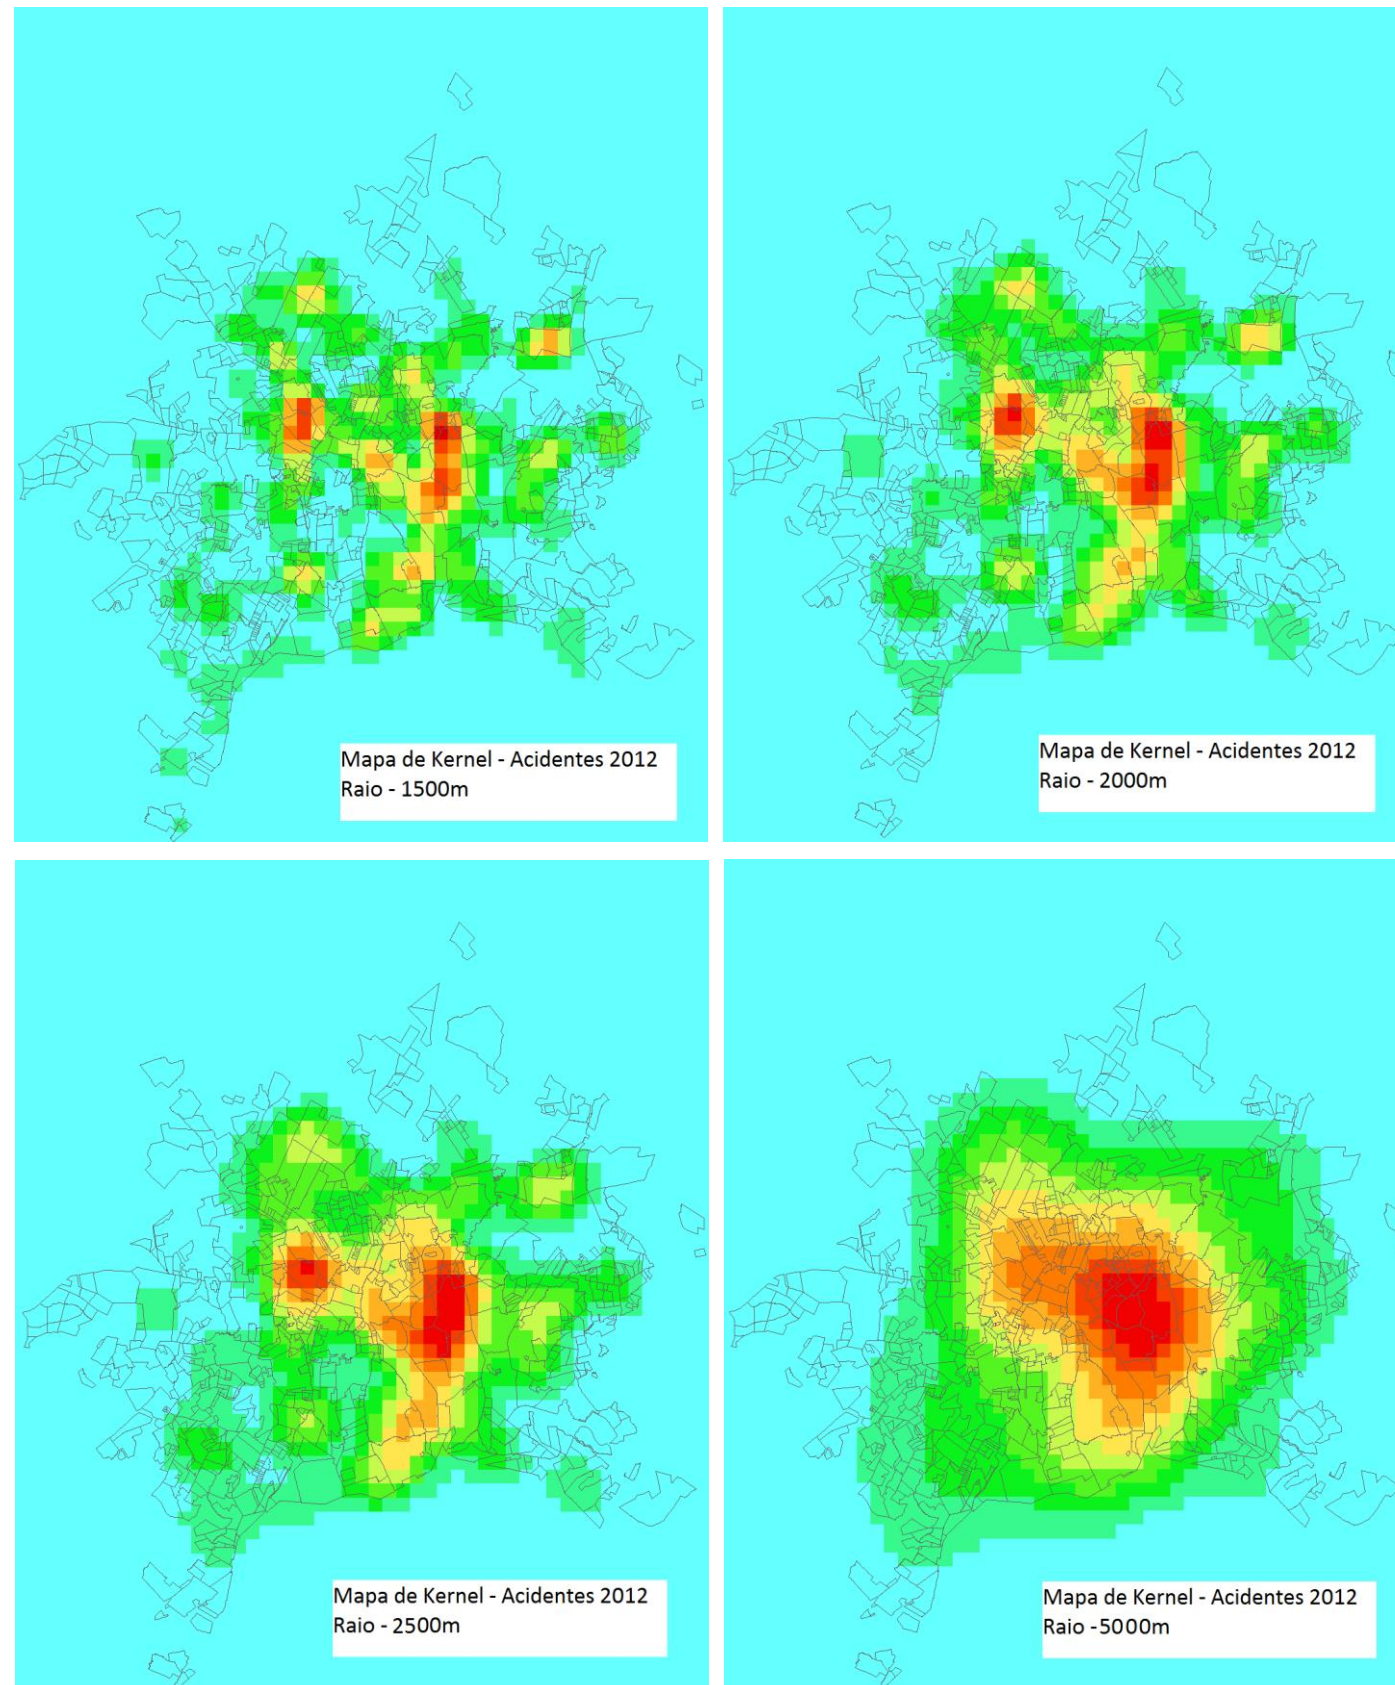 Mapa de Kernel - Acidentes 2012
Raio - 1500m
Mapa de Kernel - Acidentes 2012
Raio - 2000m
Mapa de Kernel - Acidentes 2012
Raio - 2500m
Mapa de Kernel - Acidentes 2012
Raio -5000m